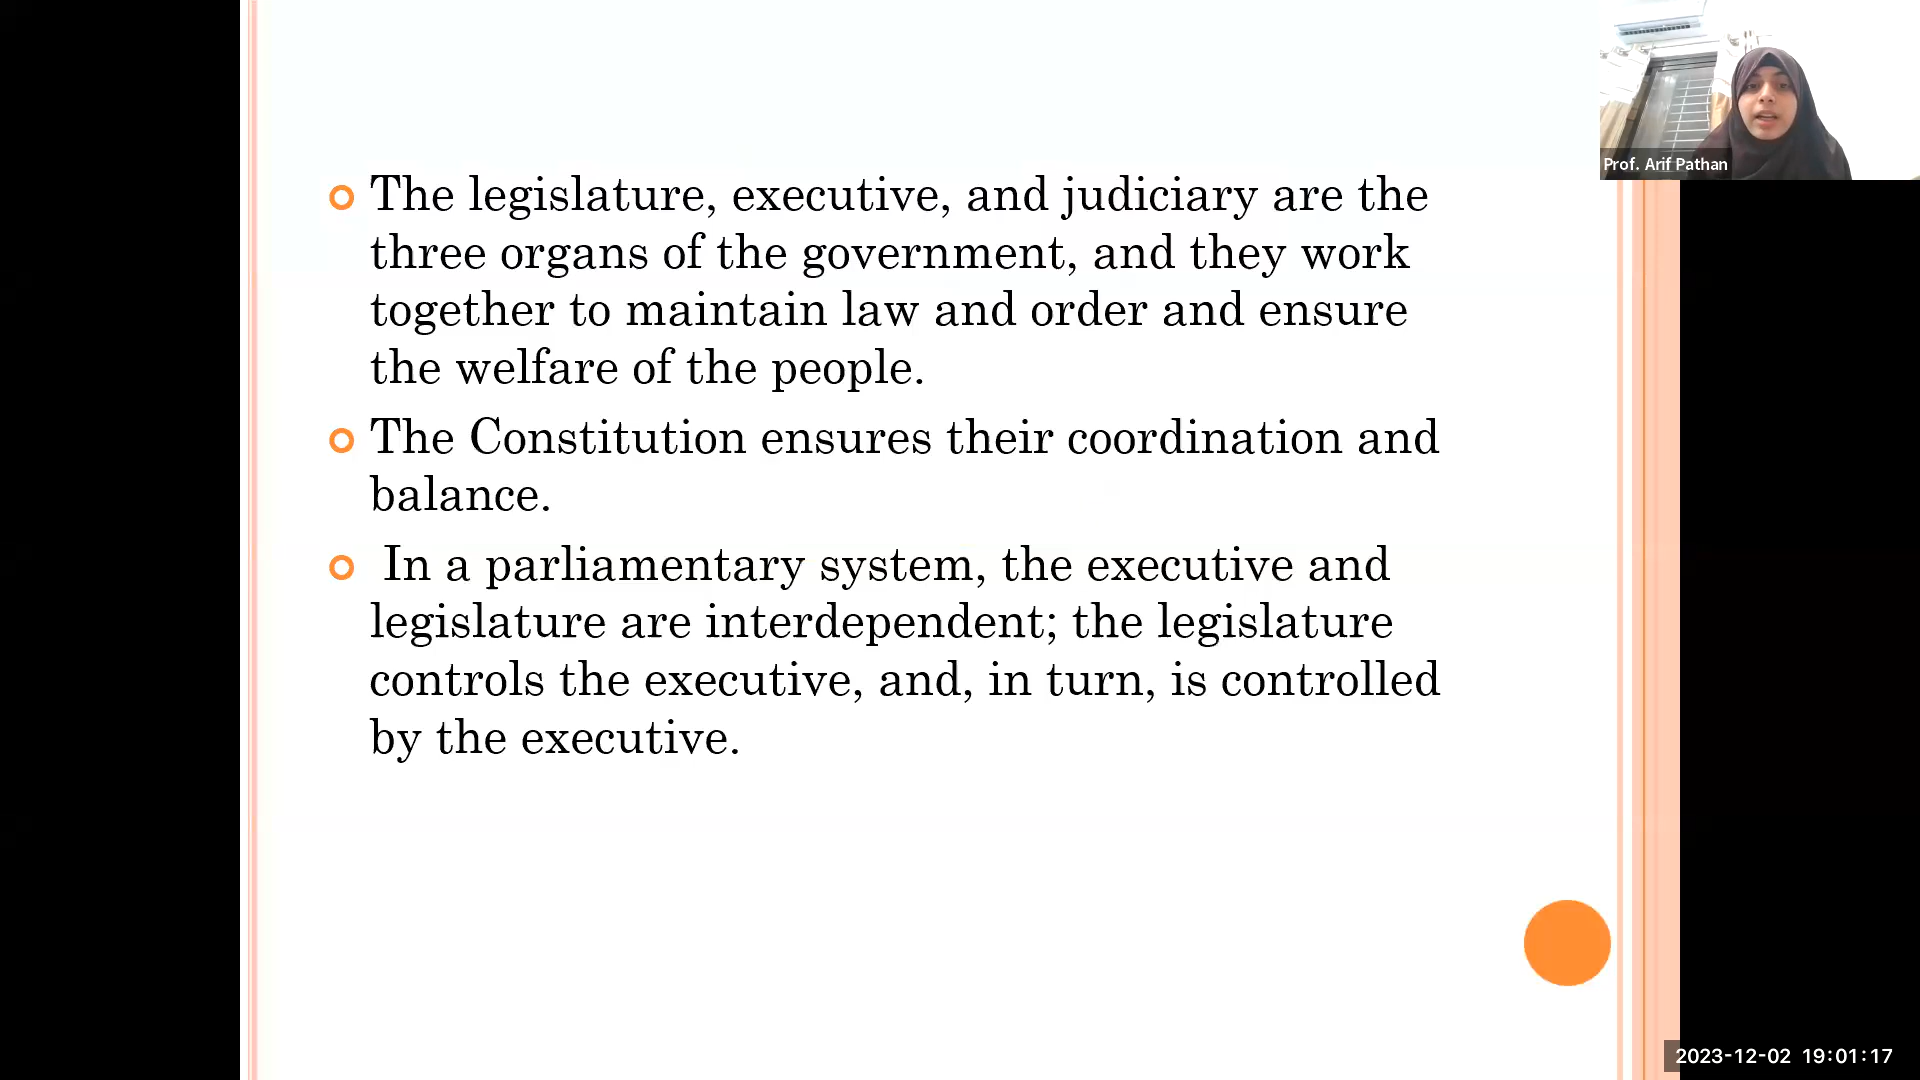 The legislature, executive, and judiciary are the
three organs of the government, and they work
together to maintain law and order and ensure
the welfare of the people.
The Constitution ensures their coordination and
balance.
In a parliamentary system, the executive and
legislature are interdependent; the legislature
controls the executive, and, in turn, is controlled
by the executive.
Prof. Arif Pathan
2023-12-02 19:01:17